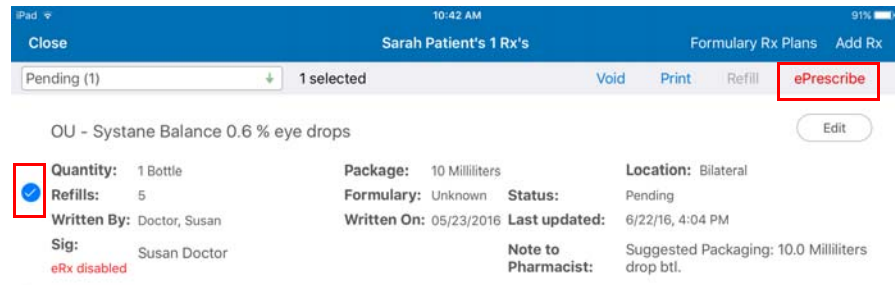 iPad 10:42 AM 91%
Close Sarah Patient's 1 Rx's Formulary Rx Plans Add Rx
Pending (1) 1 selected Void Print Refill ePrescribe
OU - Systane Balance 0.6 % eye drops Edit
Quantity: 1 Bottle Package: 10 Milliliters Location: Bilateral
Refills: 5 Formulary: Unknown Status: Pending
Written By: Doctor, Susan Written On: 05/23/2016 Last updated: 6/22/16, 4:04 PM
Sig: Susan Doctor Note to Suggested Packaging: 10.0 Milliliters
eRx disabled Pharmacist: drop btl.